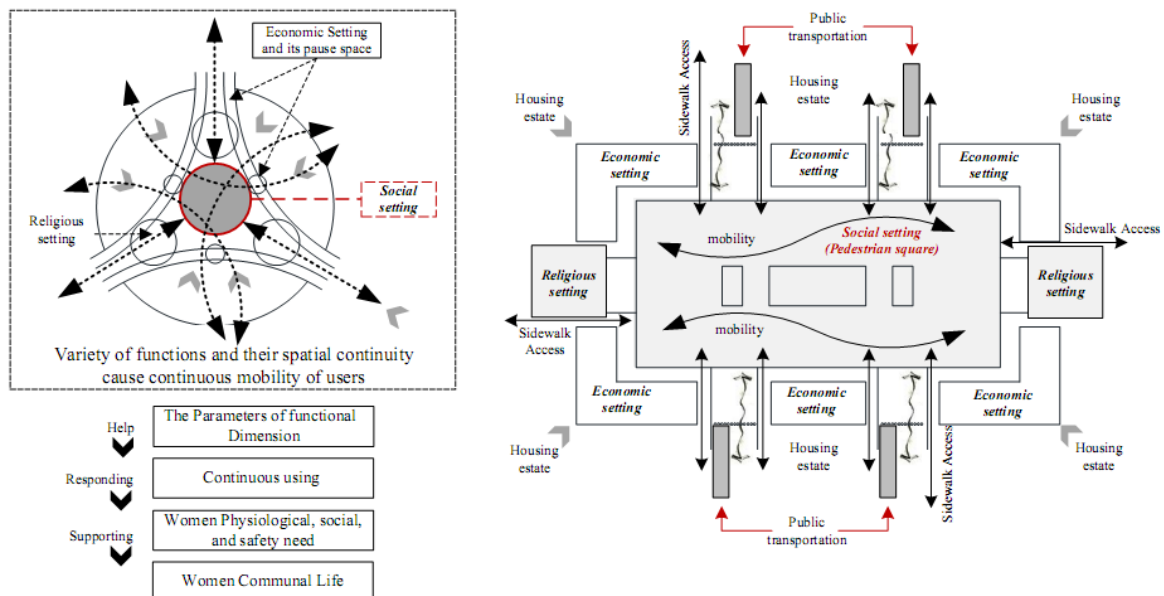 Economic Setting
and its pause space
Social
setting
Religious
setting
Variety of functions and their spatial continuity
cause continuous mobility of users
Help
The Parameters of functional
Dimension
Responding
Continuous using
Supporting
Women Physiological, social,
and safety need
Women Communal Life
Public
transportation
Sidewalk Access
Housing
estate
Housing
estate
Housing
estate
Economic
setting
Economic
setting
Economic
setting
mobility
Social setting
(Pedestrian square)
Sidewalk Access
Religious
setting
Religious
setting
Sidewalk
Access
mobility
Economic
setting
Economic
setting
Economic
setting
Housing
estate
Housing
estate
Housing
estate
Sidewalk Access
Public
transportation